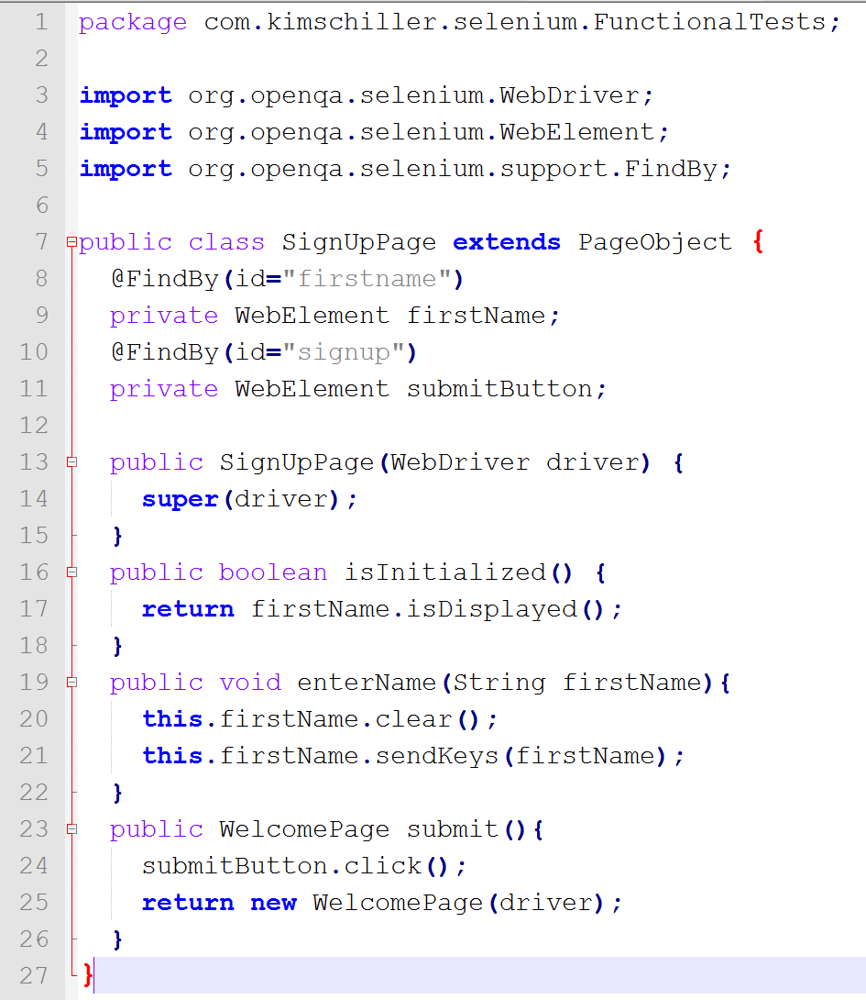 1 package com.kimschiller.selenium.FunctionalTests;
2
3 import org.openqa.selenium.WebDriver;
4 import org.openqa.selenium.WebElement;
5 import org.openqa.selenium.support.FindBy;
6
7 public class SignUpPage extends PageObject {
8   @FindBy(id="firstname")
9   private WebElement firstName;
10   @FindBy(id="signup")
11   private WebElement submitButton;
12
13   public SignUpPage(WebDriver driver) {
14     super(driver);
15   }
16   public boolean isInitialized() {
17     return firstName.isDisplayed();
18   }
19   public void enterName(String firstName){
20     this.firstName.clear();
21     this.firstName.sendKeys(firstName);
22   }
23   public WelcomePage submit(){
24     submitButton.click();
25     return new WelcomePage(driver);
26   }
27 }